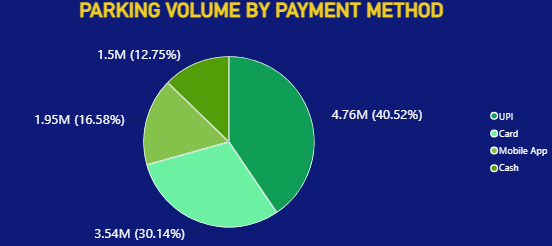 PARKING VOLUME BY PAYMENT METHOD
1.5M (12.75%)
4.76M (40.52%)
1.95M (16.58%)
3.54M (30.14%)
UPI
Card
Mobile App
Cash